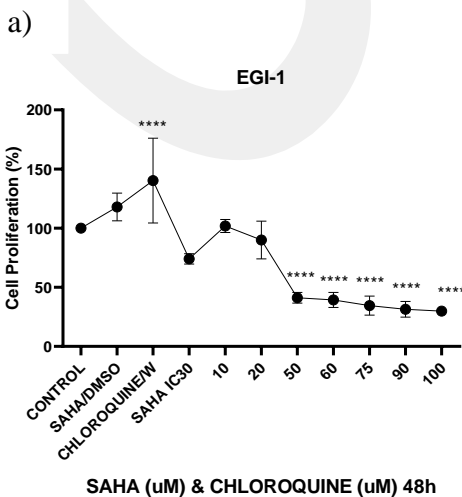 a)
EGI-1
200
150
100
50
0
Cell Proliferation (%)
****
****
****
****
****
****
CONTROL
SAHA/DMSO
CHLOROQUINE/W
SAHA IC30
10
20
50
60
75
90
100
SAHA (uM) & CHLOROQUINE (uM) 48h